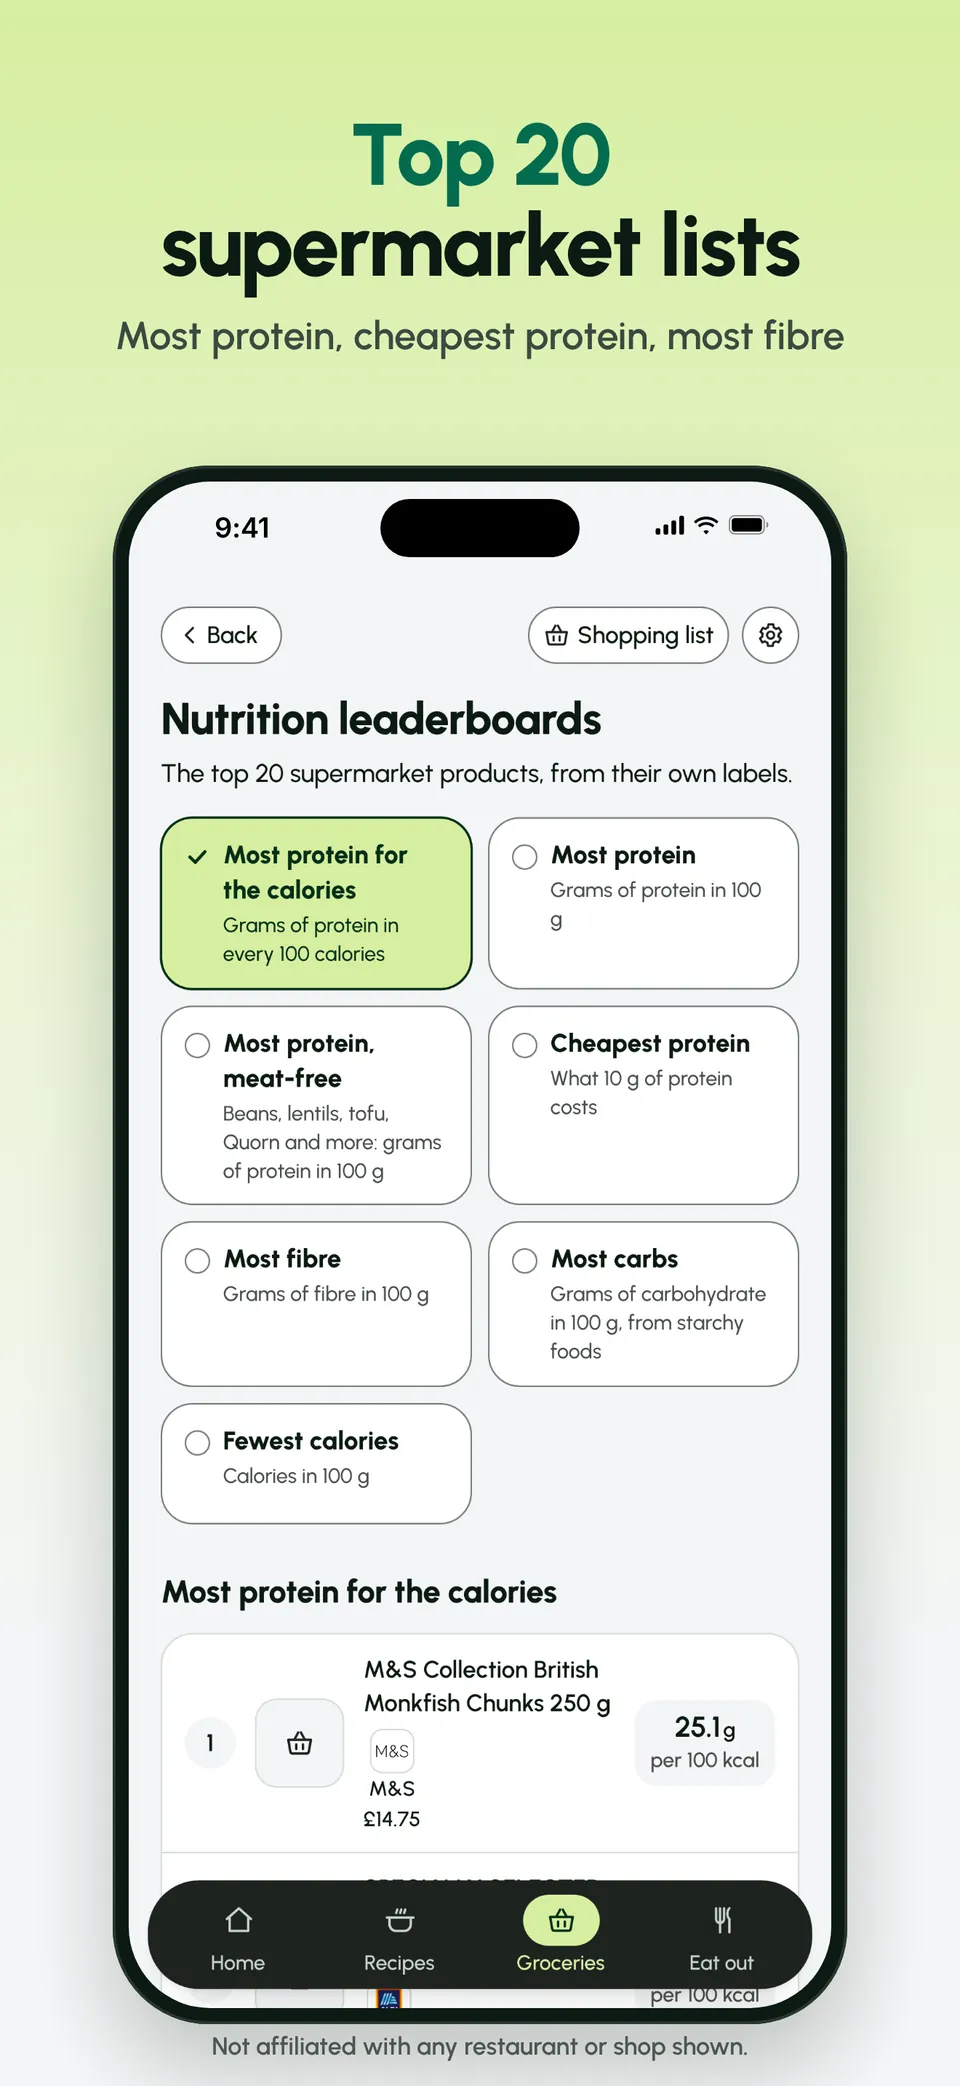 Top 20
supermarket lists
Most protein, cheapest protein, most fibre
9:41
Back
Shopping list
Nutrition leaderboards
The top 20 supermarket products, from their own labels.
Most protein for
the calories
Grams of protein in
every 100 calories
Most protein
Grams of protein in 100
g
Most protein,
meat-free
Beans, lentils, tofu,
Quorn and more: grams
of protein in 100 g
Cheapest protein
What 10 g of protein
costs
Most fibre
Grams of fibre in 100 g
Most carbs
Grams of carbohydrate
in 100 g, from starchy
foods
Fewest calories
Calories in 100 g
Most protein for the calories
1
M&S Collection British
Monkfish Chunks 250 g
M&S
M&S
£14.75
25.1g
per 100 kcal
Home
Recipes
Groceries
Eat out
per 100 kcal
Not affiliated with any restaurant or shop shown.